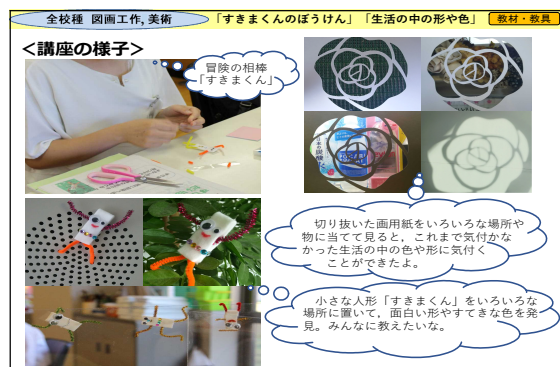 全校種 図画工作,美術
「すきまくんのぼうけん」「生活の中の形や色」
教材・教具
＜講座の様子＞
冒険の相棒
「すきまくん」
切り抜いた画用紙をいろいろな場所や
物に当てて見ると，これまで気付かな
かった生活の中の色や形に気付く
ことができたよ。
小さな人形「すきまくん」をいろいろな
場所に置いて，面白い形やすてきな色を発
見。みんなに教えたいな。